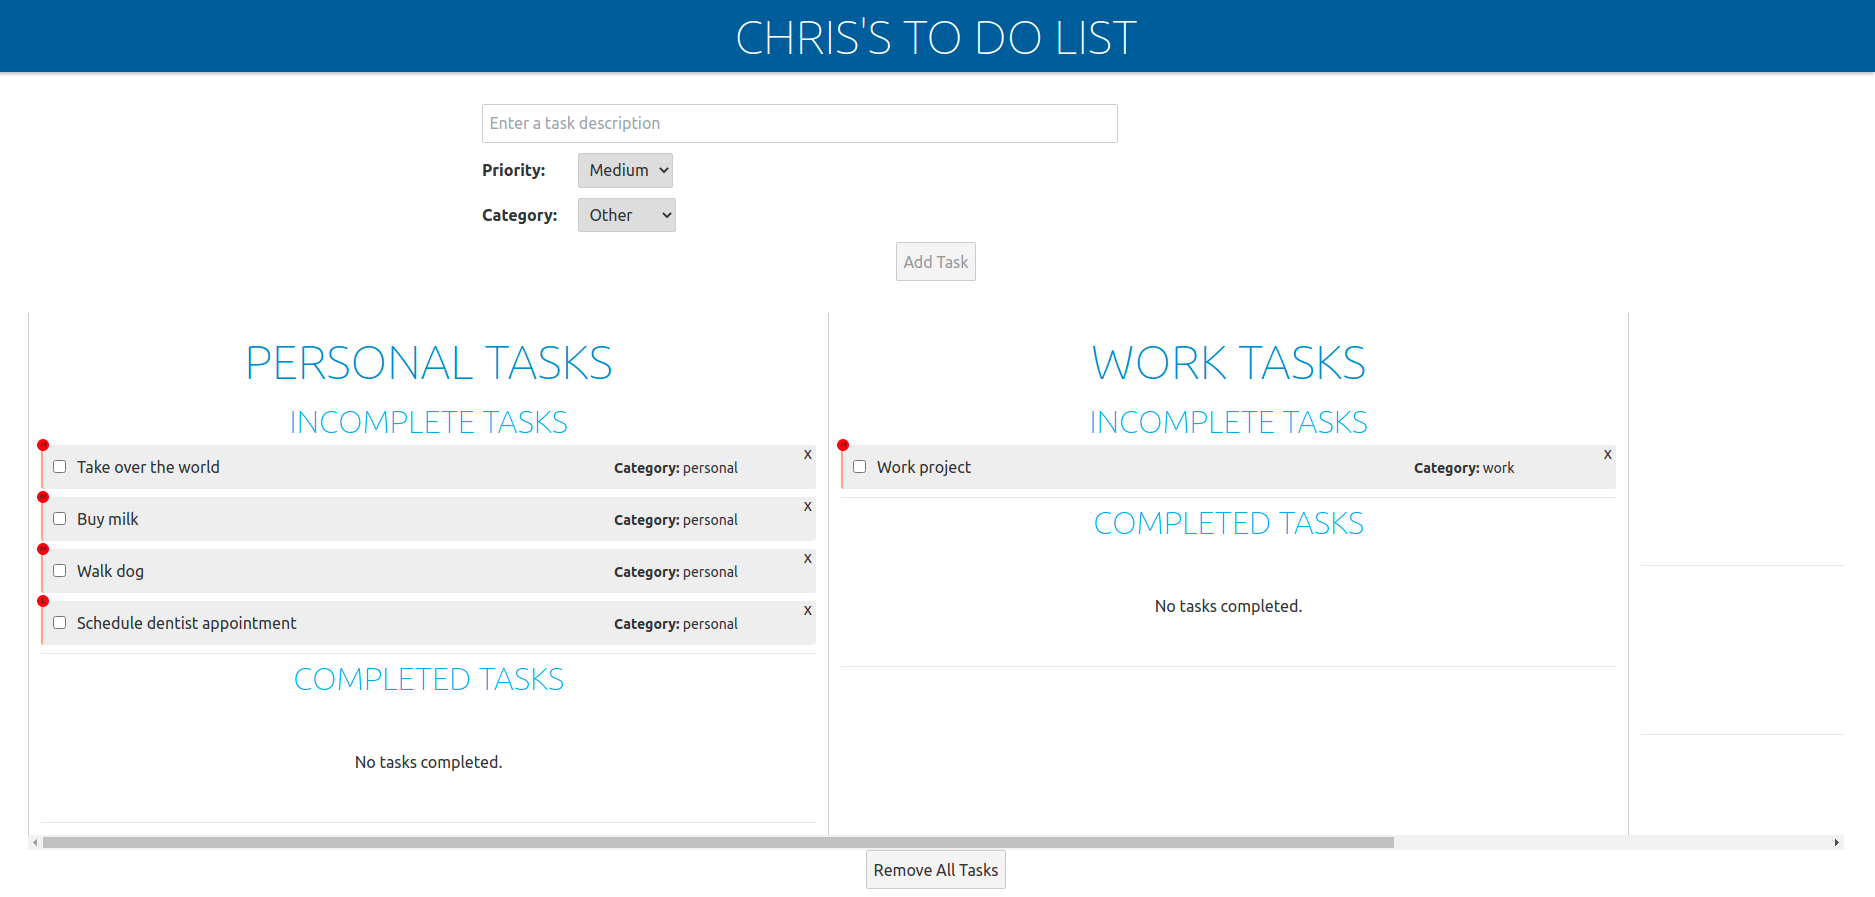 CHRIS'S TO DO LIST
Enter a task description
Priority: Medium
Category: Other
Add Task
PERSONAL TASKS
INCOMPLETE TASKS
Take over the world Category: personal x
Buy milk Category: personal x
Walk dog Category: personal x
Schedule dentist appointment Category: personal x
COMPLETED TASKS
No tasks completed.
WORK TASKS
INCOMPLETE TASKS
Work project Category: work x
COMPLETED TASKS
No tasks completed.
Remove All Tasks